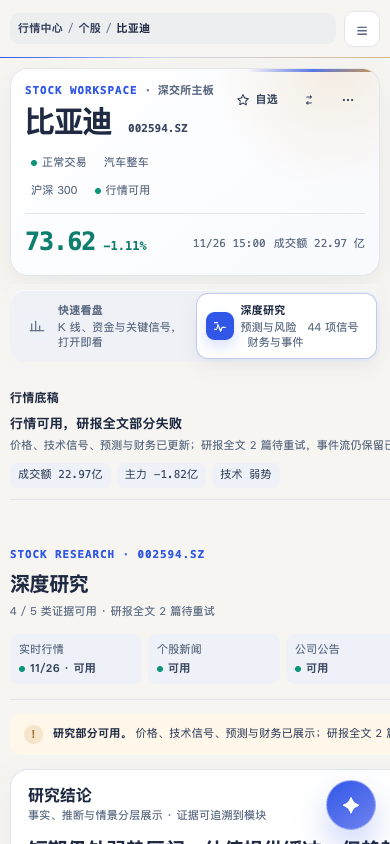 行情中心 / 个股 / 比亚迪
STOCK WORKSPACE · 深交所主板
自选
比亚迪 002594.SZ
正常交易 汽车整车
沪深 300 行情可用
73.62 −1.11%
11/26 15:00 成交额 22.97 亿
快速看盘
K 线、资金与关键信号，
打开即看
深度研究
预测与风险 44 项信号
财务与事件
行情底稿
行情可用，研报全文部分失败
价格、技术信号、预测与财务已更新；研报全文 2 篇待重试，事件流仍保留
成交额 22.97亿 主力 −1.82亿 技术 弱势
STOCK RESEARCH · 002594.SZ
深度研究
4 / 5 类证据可用 · 研报全文 2 篇待重试
实时行情
11/26 · 可用
个股新闻
可用
公司公告
可用
! 研究部分可用。 价格、技术信号、预测与财务已展示；研报全文 2
研究结论
事实、推断与情景分层展示 · 证据可追溯到模块